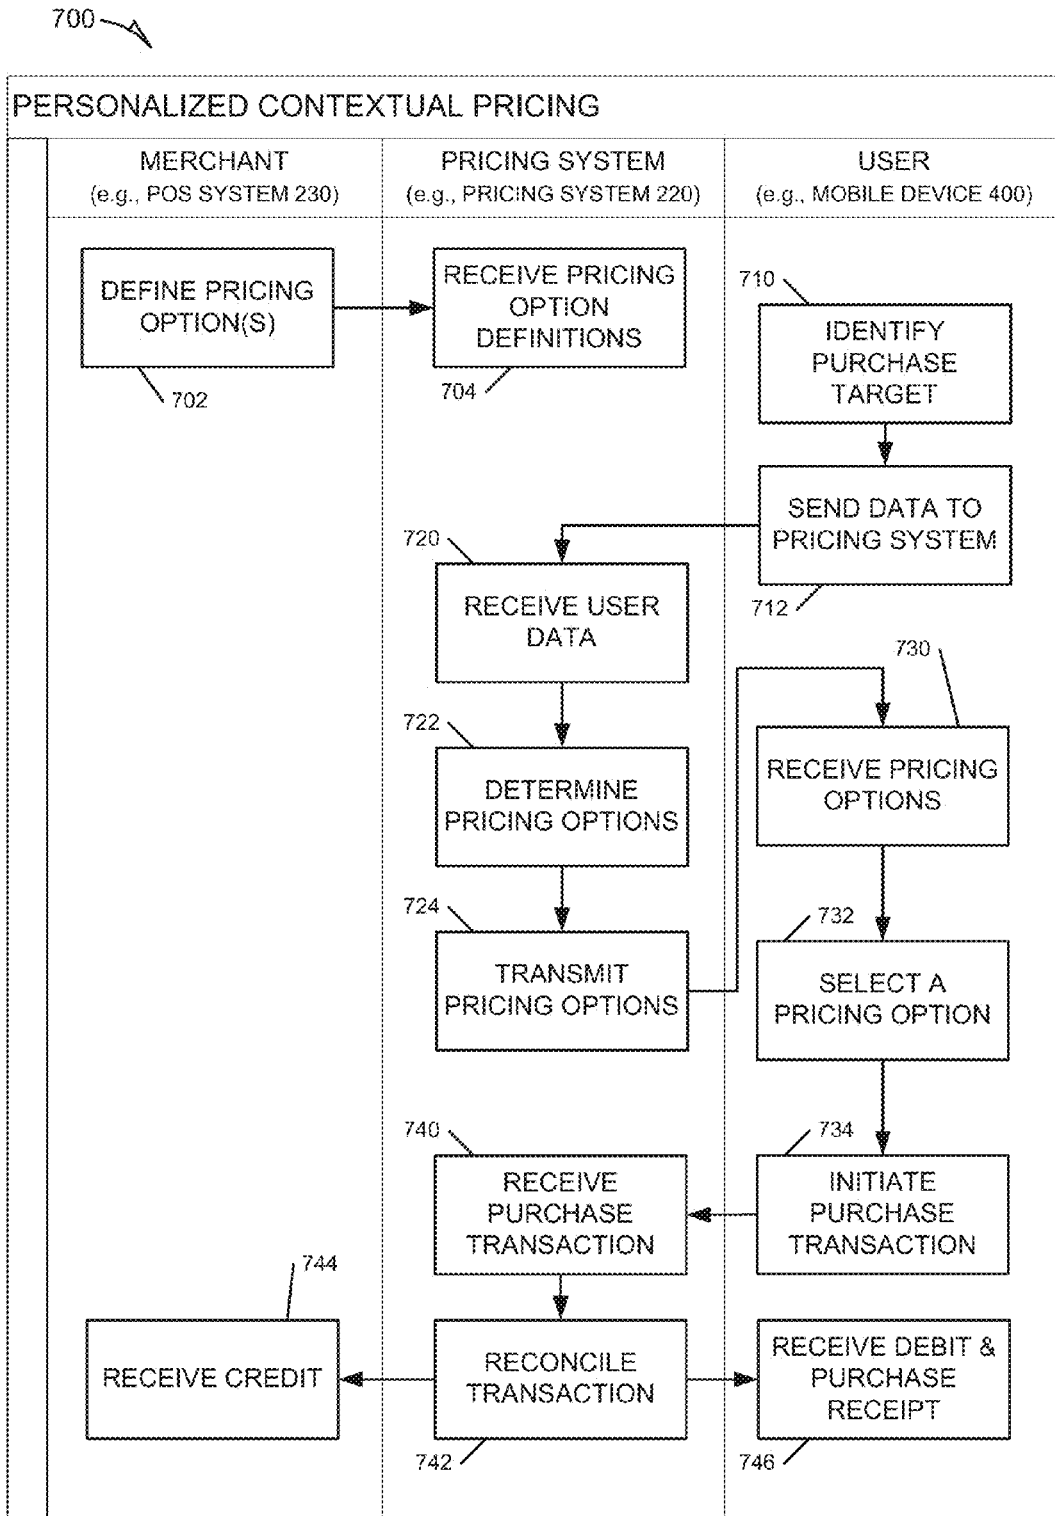 700
PERSONALIZED CONTEXTUAL PRICING
MERCHANT
(e.g., POS SYSTEM 230)
PRICING SYSTEM
(e.g., PRICING SYSTEM 220)
USER
(e.g., MOBILE DEVICE 400)
DEFINE PRICING
OPTION(S)
702
RECEIVE PRICING
OPTION
DEFINITIONS
704
710
IDENTIFY
PURCHASE
TARGET
SEND DATA TO
PRICING SYSTEM
712
720
RECEIVE USER
DATA
722
DETERMINE
PRICING OPTIONS
724
TRANSMIT
PRICING OPTIONS
730
RECEIVE PRICING
OPTIONS
732
SELECT A
PRICING OPTION
734
INITIATE
PURCHASE
TRANSACTION
740
RECEIVE
PURCHASE
TRANSACTION
RECONCILE
TRANSACTION
742
744
RECEIVE CREDIT
RECEIVE DEBIT &
PURCHASE
RECEIPT
746